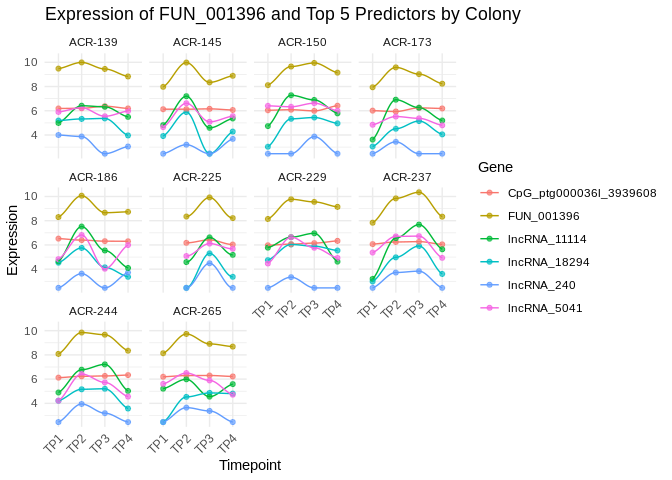 Expression of FUN_001396 and Top 5 Predictors by Colony
ACR-139 ACR-145 ACR-150 ACR-173
10
8
6
4
ACR-186 ACR-225 ACR-229 ACR-237
10
8
6
4
TP1 TP2 TP3 TP4 TP1 TP2 TP3 TP4
ACR-244 ACR-265
10
8
6
4
TP1 TP2 TP3 TP4 TP1 TP2 TP3 TP4
Timepoint
Expression
Gene
CpG_ptg000036l_3939608
FUN_001396
lncRNA_11114
lncRNA_18294
lncRNA_240
lncRNA_5041